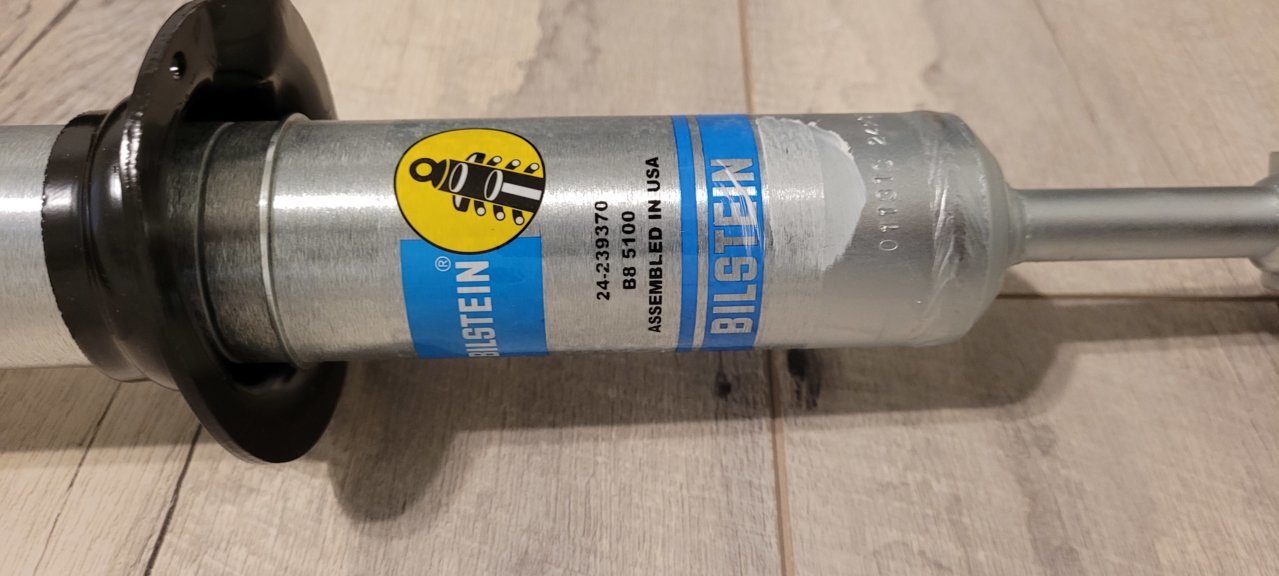 BILSTEIN®
24-239370
B8 5100
ASSEMBLED IN USA
BILSTEIN